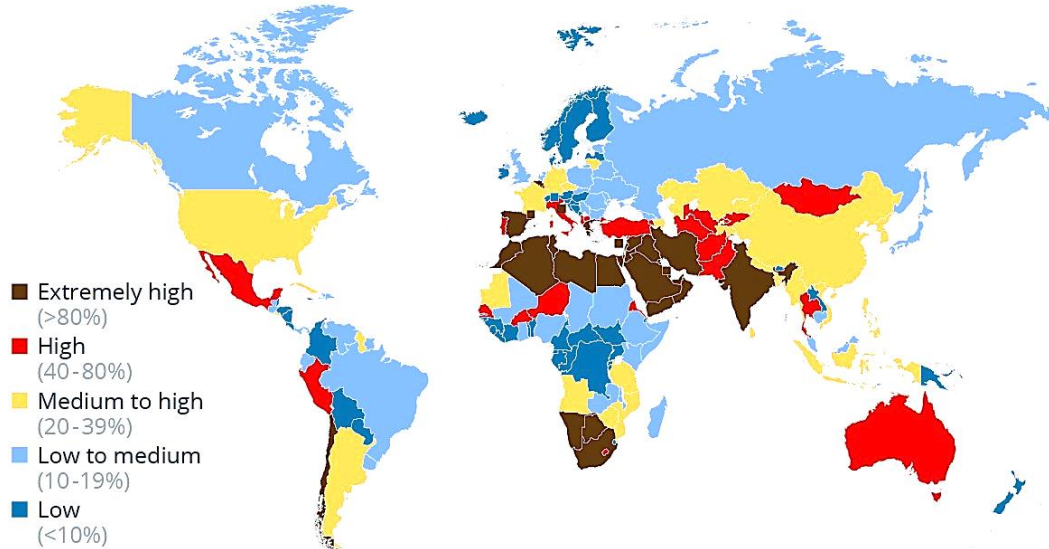 Extremely high
(>80%)
High
(40-80%)
Medium to high
(20-39%)
Low to medium
(10-19%)
Low
(<10%)